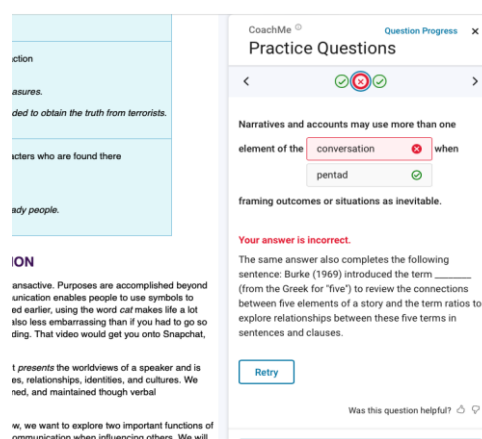 ction
asures.
ded to obtain the truth from terrorists.
acters who are found there
ady people.
ION
ansactive. Purposes are accomplished beyond
unication enables people to use symbols to
ed earlier, using the word cat makes life a lot
also less embarrassing than if you had to go so
ding. That video would get you onto Snapchat,
t presents the worldviews of a speaker and is
es, relationships, identities, and cultures. We
ned, and maintained though verbal
w, we want to explore two important functions of
ommunication when influencing others. We will
CoachMe
Question Progress x
Practice Questions
Narratives and accounts may use more than one
element of the conversation when
pentad
framing outcomes or situations as inevitable.
Your answer is incorrect.
The same answer also completes the following
sentence: Burke (1969) introduced the term _______
(from the Greek for "five") to review the connections
between five elements of a story and the term ratios to
explore relationships between these five terms in
sentences and clauses.
Retry
Was this question helpful?